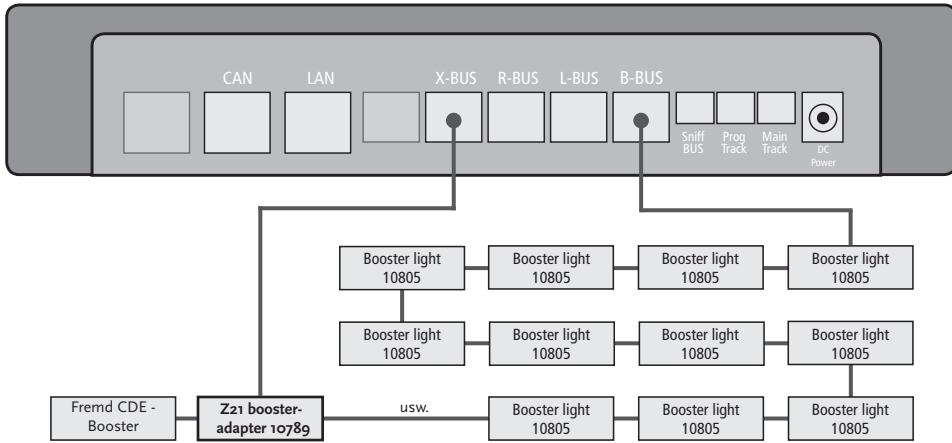 CAN LAN X-BUS R-BUS L-BUS B-BUS
Sniff BUS
Prog Track
Main Track
DC Power
Booster light 10805
Booster light 10805
Booster light 10805
Booster light 10805
Booster light 10805
Booster light 10805
Booster light 10805
Booster light 10805
Fremd CDE -
Booster
Z21 booster-
adapter 10789
usw.
Booster light 10805
Booster light 10805
Booster light 10805